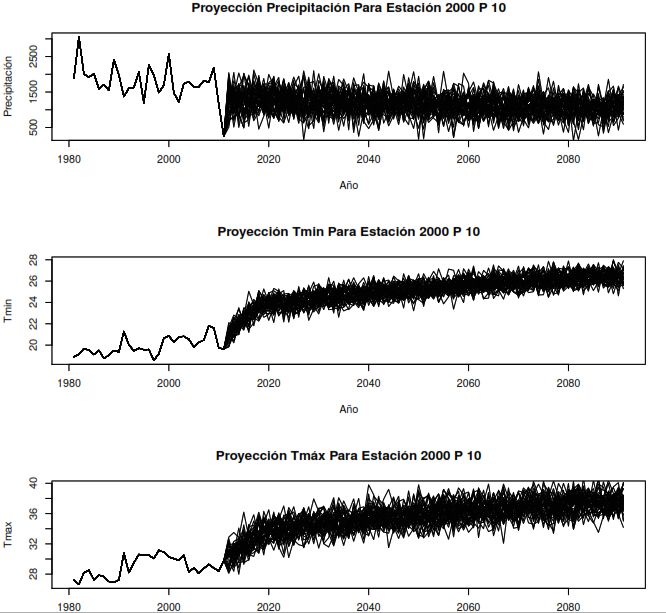 Proyección Precipitación Para Estación 2000 P 10
Precipitación
2500
1500
500
1980 2000 2020 2040 2060 2080
Año
Proyección Tmin Para Estación 2000 P 10
Tmin
28
26
24
22
20
1980 2000 2020 2040 2060 2080
Año
Proyección Tmáx Para Estación 2000 P 10
Tmax
40
36
32
28
1980 2000 2020 2040 2060 2080